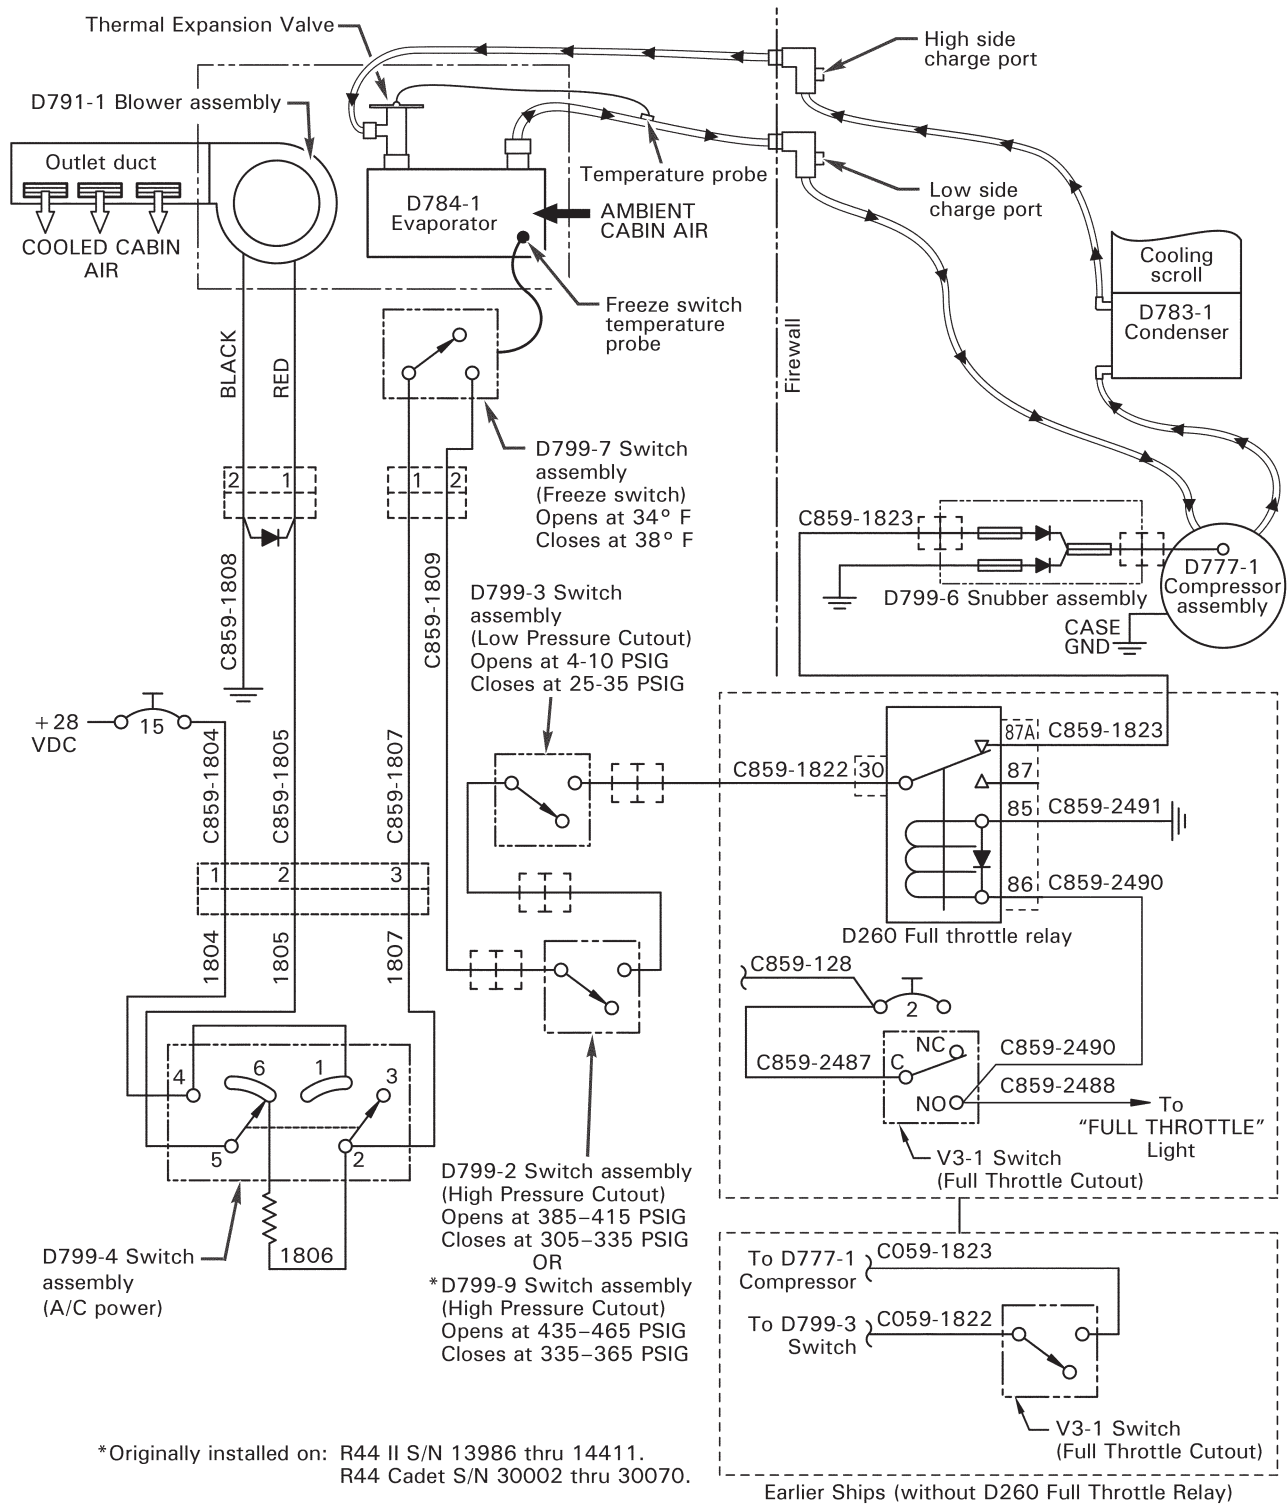 Thermal Expansion Valve
High side
charge port
D791-1 Blower assembly
Outlet duct
Temperature probe
D784-1
Evaporator
AMBIENT
CABIN AIR
Low side
charge port
COOLED CABIN
AIR
Cooling
scroll
D783-1
Condenser
Freeze switch
temperature
probe
Firewall
BLACK
RED
D799-7 Switch
assembly
(Freeze switch)
Opens at 34° F
Closes at 38° F
2
1
1
2
C859-1823
D777-1
Compressor
assembly
D799-6 Snubber assembly
CASE
GND
C859-1808
C859-1809
D799-3 Switch
assembly
(Low Pressure Cutout)
Opens at 4-10 PSIG
Closes at 25-35 PSIG
+28
VDC
15
C859-1804
C859-1805
C859-1807
C859-1822
30
87A
C859-1823
87
85
C859-2491
86
C859-2490
D260 Full throttle relay
1
2
3
1804
1805
1807
C859-128
2
C859-2487
NC
C
NO
C859-2490
C859-2488
To
“FULL THROTTLE”
Light
V3-1 Switch
(Full Throttle Cutout)
4
6
1
3
5
2
1806
D799-4 Switch
assembly
(A/C power)
D799-2 Switch assembly
(High Pressure Cutout)
Opens at 385–415 PSIG
Closes at 305–335 PSIG
OR
*D799-9 Switch assembly
(High Pressure Cutout)
Opens at 435–465 PSIG
Closes at 335–365 PSIG
To D777-1
Compressor
C059-1823
To D799-3
Switch
C059-1822
V3-1 Switch
(Full Throttle Cutout)
*Originally installed on: R44 II S/N 13986 thru 14411.
R44 Cadet S/N 30002 thru 30070.
Earlier Ships (without D260 Full Throttle Relay)